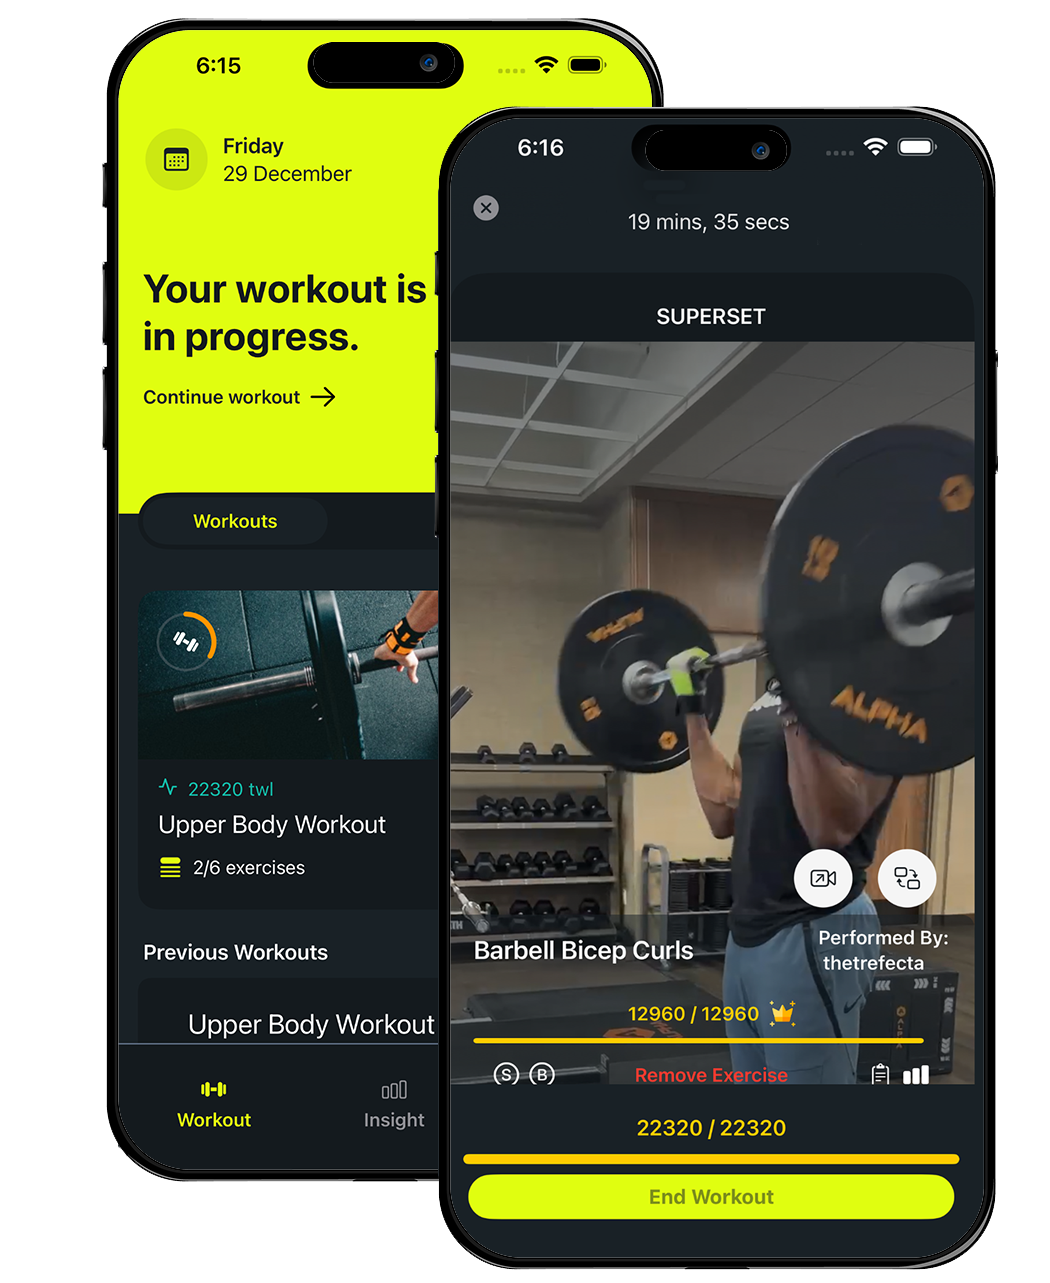 6:15
Friday
29 December
Your workout is
in progress.
Continue workout
Workouts
22320 twl
Upper Body Workout
2/6 exercises
Previous Workouts
Upper Body Workout
Workout
Insight
6:16
19 mins, 35 secs
SUPERSET
ALPHA
ALPHA
Barbell Bicep Curls
Performed By:
thetrefecta
12960 / 12960
S B
Remove Exercise
22320 / 22320
End Workout